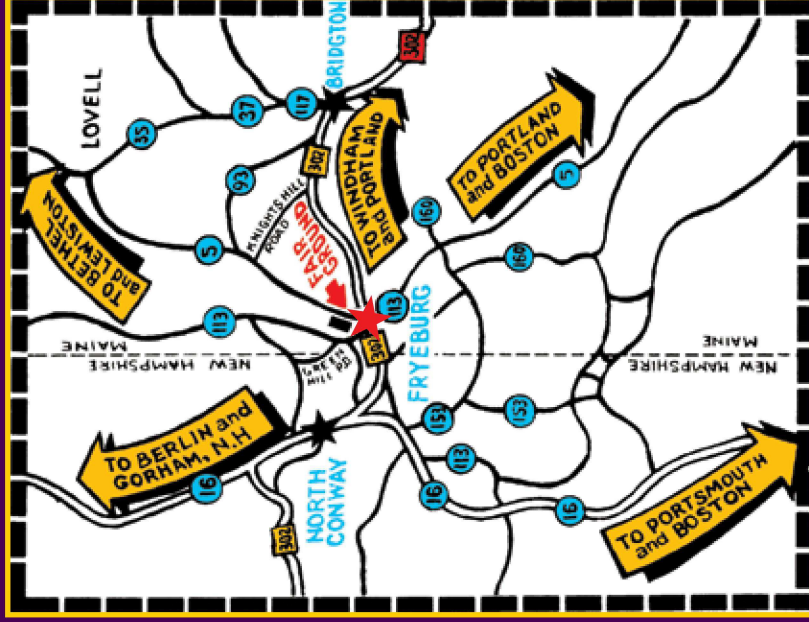 TO BETHEL
and LEWISTON
LOVELL
MAINE
NEW HAMPSHIRE
TO BERLIN and
GORHAM, N.H
35
16
113
5
93
37
117
302
KNIGHTS HILL
ROAD
FAIR
GROUND
GREEN
HILL RD.
NORTH
CONWAY
BRIDGTON
302
302
302
113
TO WINDHAM
and PORTLAND
FRYEBURG
160
16
153
113
TO PORTLAND
and BOSTON
153
160
5
16
TO PORTSMOUTH
and BOSTON
NEW HAMPSHIRE
MAINE